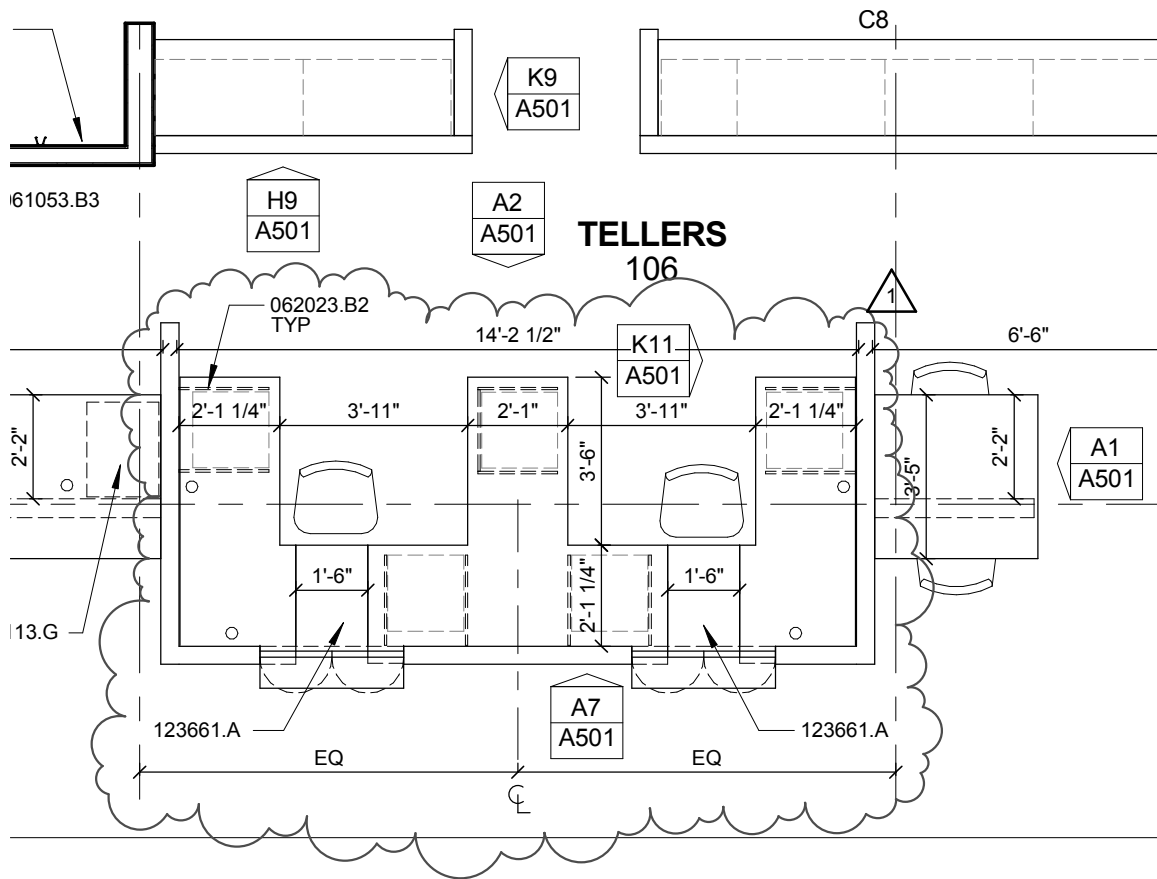 C8
K9
A501
061053.B3
H9
A501
A2
A501
TELLERS
106
1
062023.B2
TYP
14'-2 1/2"
6'-6"
K11
A501
2'-1 1/4"
3'-11"
2'-1"
3'-11"
2'-1 1/4"
2'-2"
3'-6"
2'-2"
3'-5"
A1
A501
1'-6"
1'-6"
2'-1 1/4"
113.G
A7
A501
123661.A
123661.A
EQ
EQ
℄